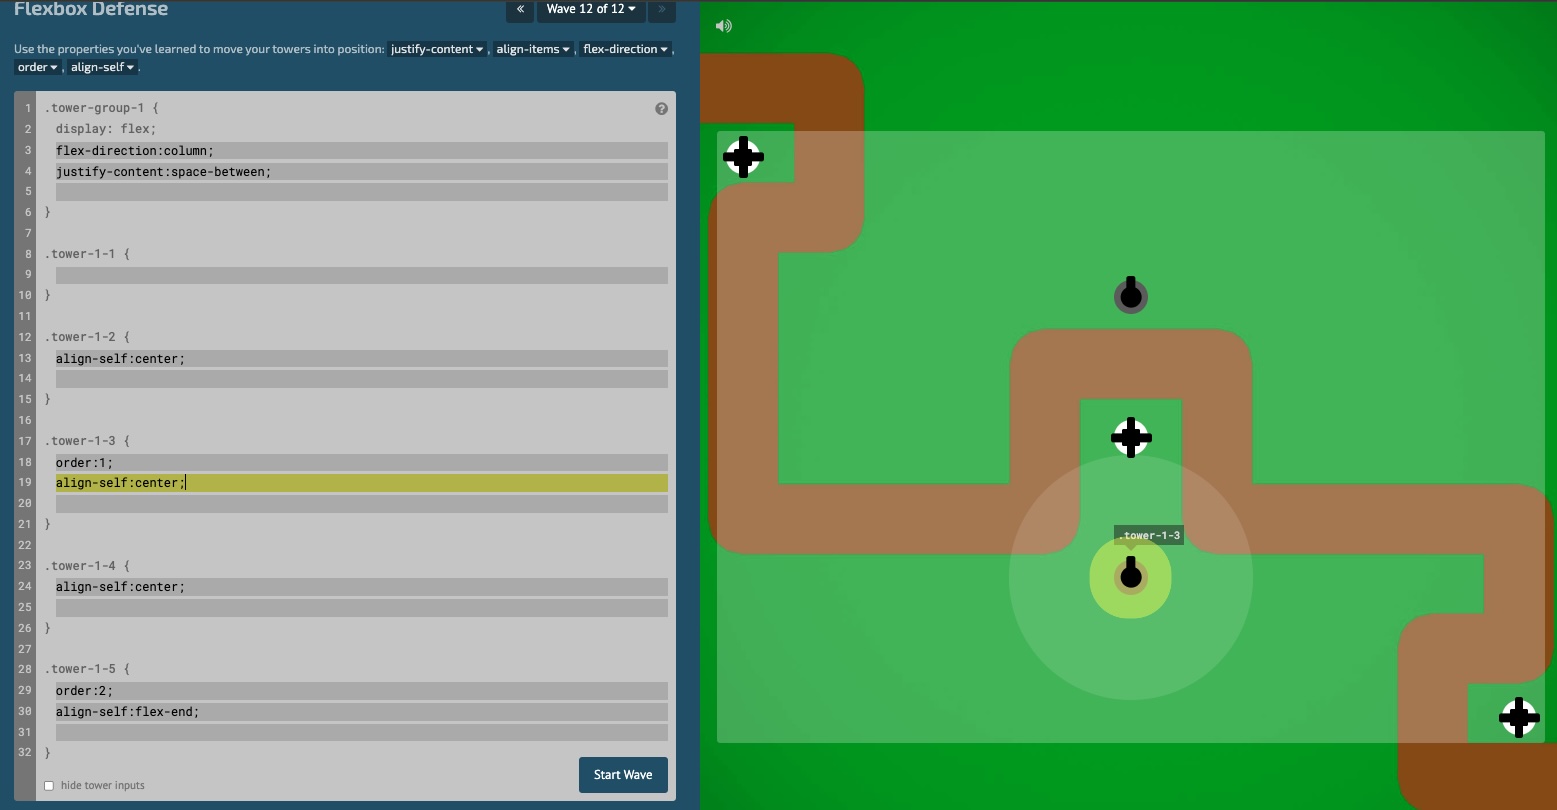 Flexbox Defense
« Wave 12 of 12 »
Use the properties you've learned to move your towers into position: justify-content , align-items , flex-direction ,
order , align-self .
1 .tower-group-1 {
2 display: flex;
3 flex-direction:column;
4 justify-content:space-between;
5
6 }
7
8 .tower-1-1 {
9
10 }
11
12 .tower-1-2 {
13 align-self:center;
14
15 }
16
17 .tower-1-3 {
18 order:1;
19 align-self:center;
20
21 }
22
23 .tower-1-4 {
24 align-self:center;
25
26 }
27
28 .tower-1-5 {
29 order:2;
30 align-self:flex-end;
31
32 }
hide tower inputs
Start Wave
.tower-1-3